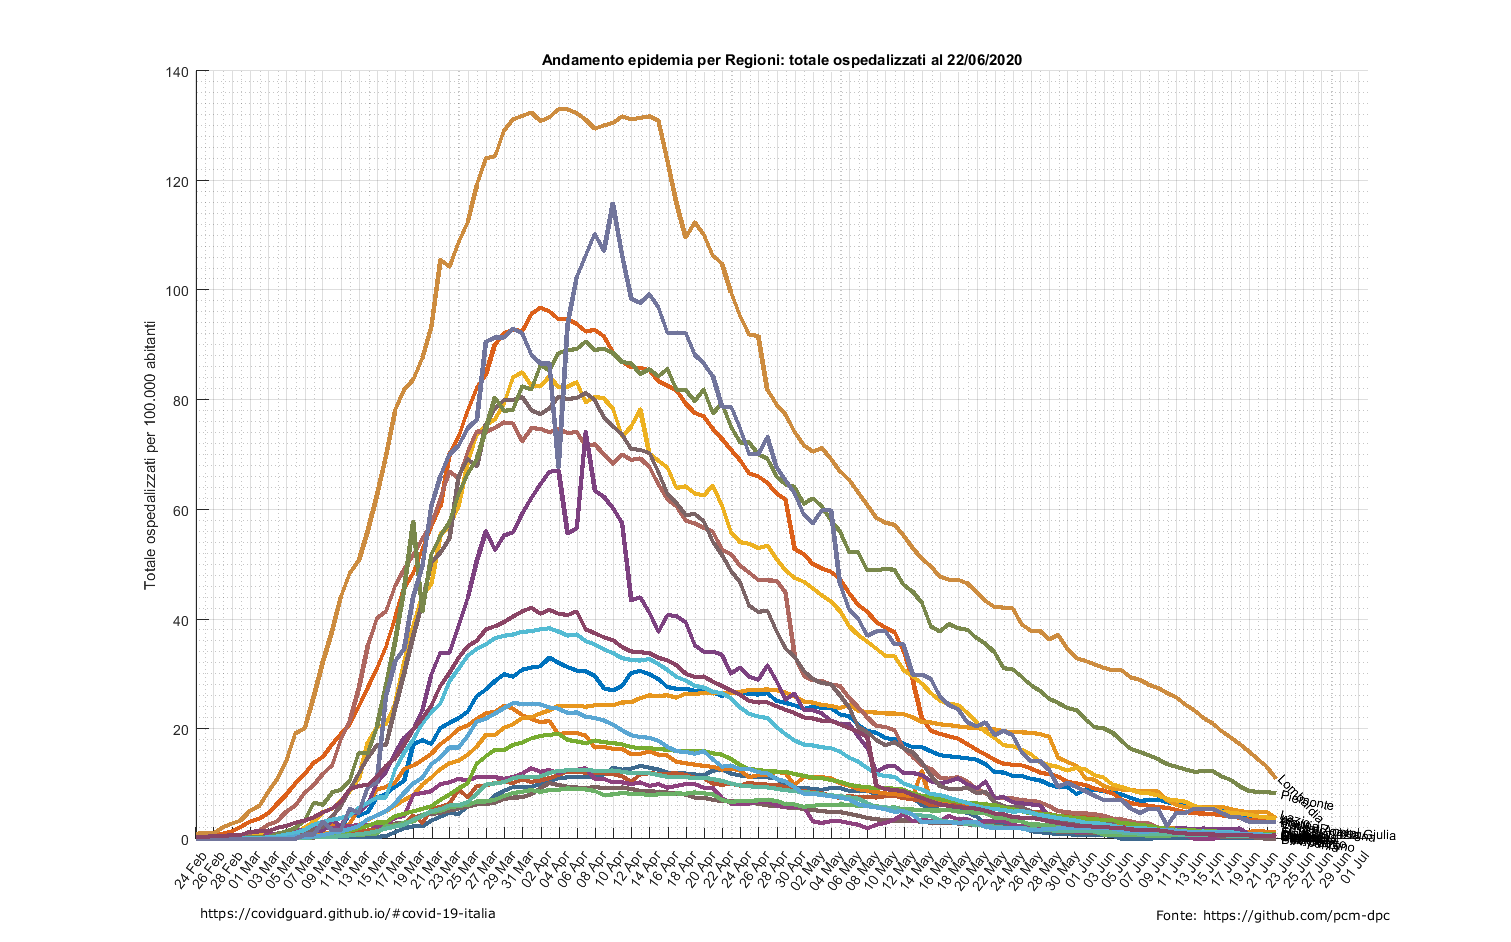 Andamento epidemia per Regioni: totale ospedalizzati al 22/06/2020
Totale ospedalizzati per 100.000 abitanti
140
120
100
80
60
40
20
0
24 Feb
26 Feb
28 Feb
01 Mar
03 Mar
05 Mar
07 Mar
09 Mar
11 Mar
13 Mar
15 Mar
17 Mar
19 Mar
21 Mar
23 Mar
25 Mar
27 Mar
29 Mar
31 Mar
02 Apr
04 Apr
06 Apr
08 Apr
10 Apr
12 Apr
14 Apr
16 Apr
18 Apr
20 Apr
22 Apr
24 Apr
26 Apr
28 Apr
30 Apr
02 May
04 May
06 May
08 May
10 May
12 May
14 May
16 May
18 May
20 May
22 May
24 May
26 May
28 May
30 May
01 Jun
03 Jun
05 Jun
07 Jun
09 Jun
11 Jun
13 Jun
15 Jun
17 Jun
19 Jun
21 Jun
23 Jun
25 Jun
27 Jun
29 Jun
01 Jul
Lombardia
Piemonte
Lazio
Giulia
https://covidguard.github.io/#covid-19-italia
Fonte: https://github.com/pcm-dpc